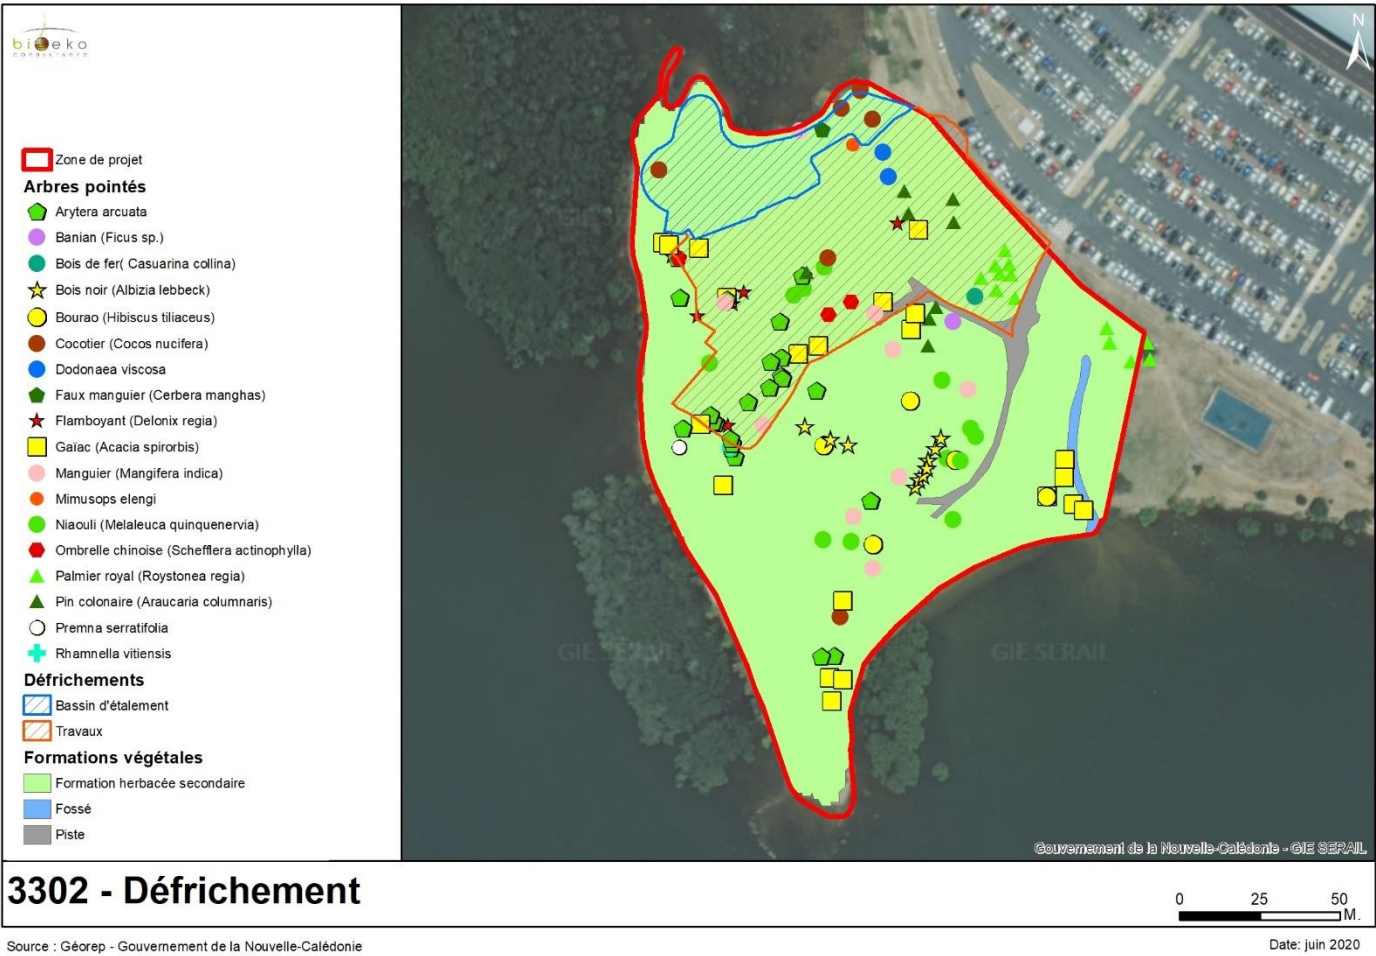 bioeko
CONSULTANTS
N
Zone de projet
Arbres pointés
Arytera arcuata
Banian (Ficus sp.)
Bois de fer( Casuarina collina)
Bois noir (Albizia lebbeck)
Bourao (Hibiscus tiliaceus)
Cocotier (Cocos nucifera)
Dodonaea viscosa
Faux manguier (Cerbera manghas)
Flamboyant (Delonix regia)
Gaïac (Acacia spirorbis)
Manguier (Mangifera indica)
Mimusops elengi
Niaouli (Melaleuca quinquenervia)
Ombrelle chinoise (Schefflera actinophylla)
Palmier royal (Roystonea regia)
Pin colonaire (Araucaria columnaris)
Premna serratifolia
Rhamnella vitiensis
Défrichements
Bassin d'étalement
Travaux
Formations végétales
Formation herbacée secondaire
Fossé
Piste
GIE SERAIL
GIE SERAIL
Gouvernement de la Nouvelle-Calédonie - GIE SERAIL
3302 - Défrichement
0 25 50
M.
Source : Géorep - Gouvernement de la Nouvelle-Calédonie
Date: juin 2020